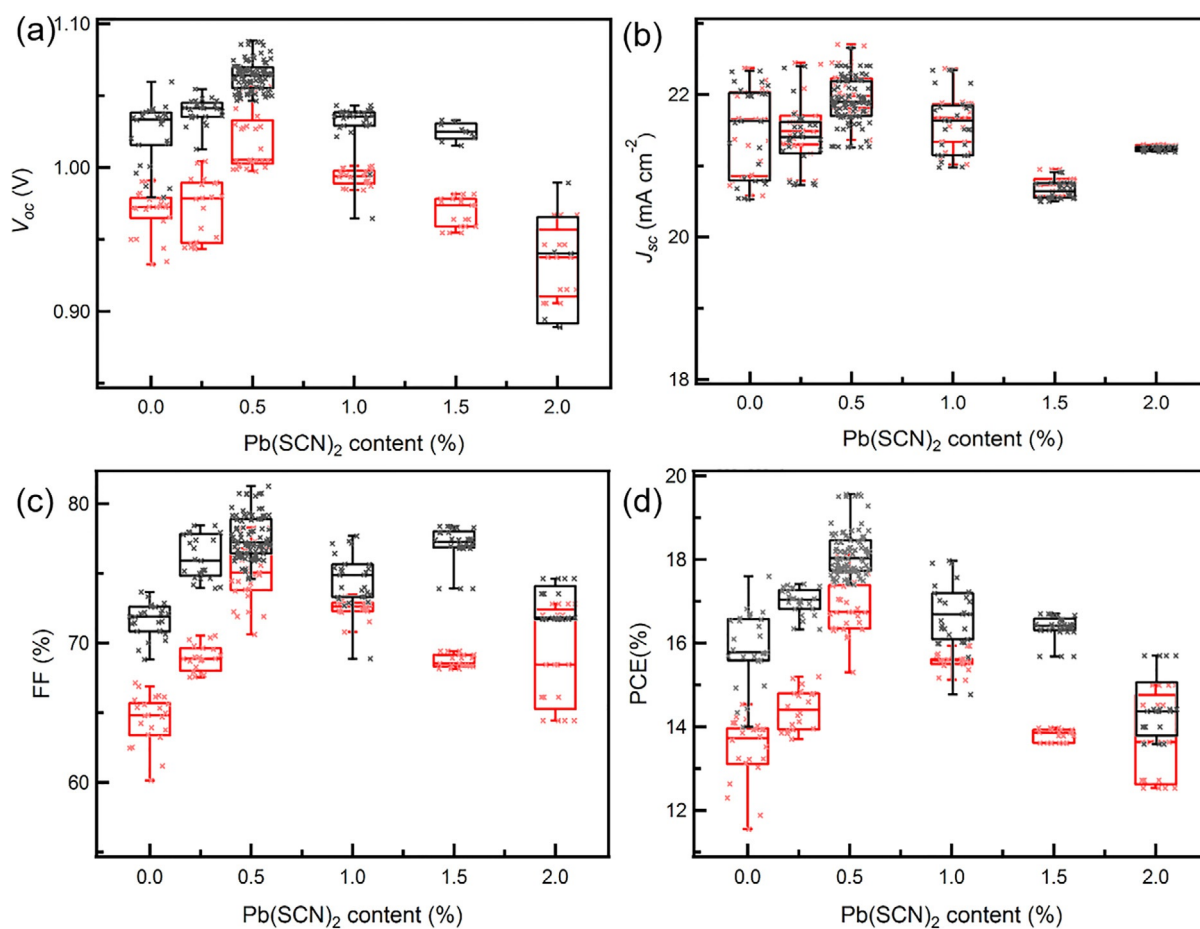 (a)
1.10
1.00
0.90
V_oc (V)
0.0 0.5 1.0 1.5 2.0
Pb(SCN)₂ content (%)
(b)
22
20
18
J_sc (mA cm⁻²)
0.0 0.5 1.0 1.5 2.0
Pb(SCN)₂ content (%)
(c)
80
70
60
FF (%)
0.0 0.5 1.0 1.5 2.0
Pb(SCN)₂ content (%)
(d)
20
18
16
14
12
PCE(%)
0.0 0.5 1.0 1.5 2.0
Pb(SCN)₂ content (%)